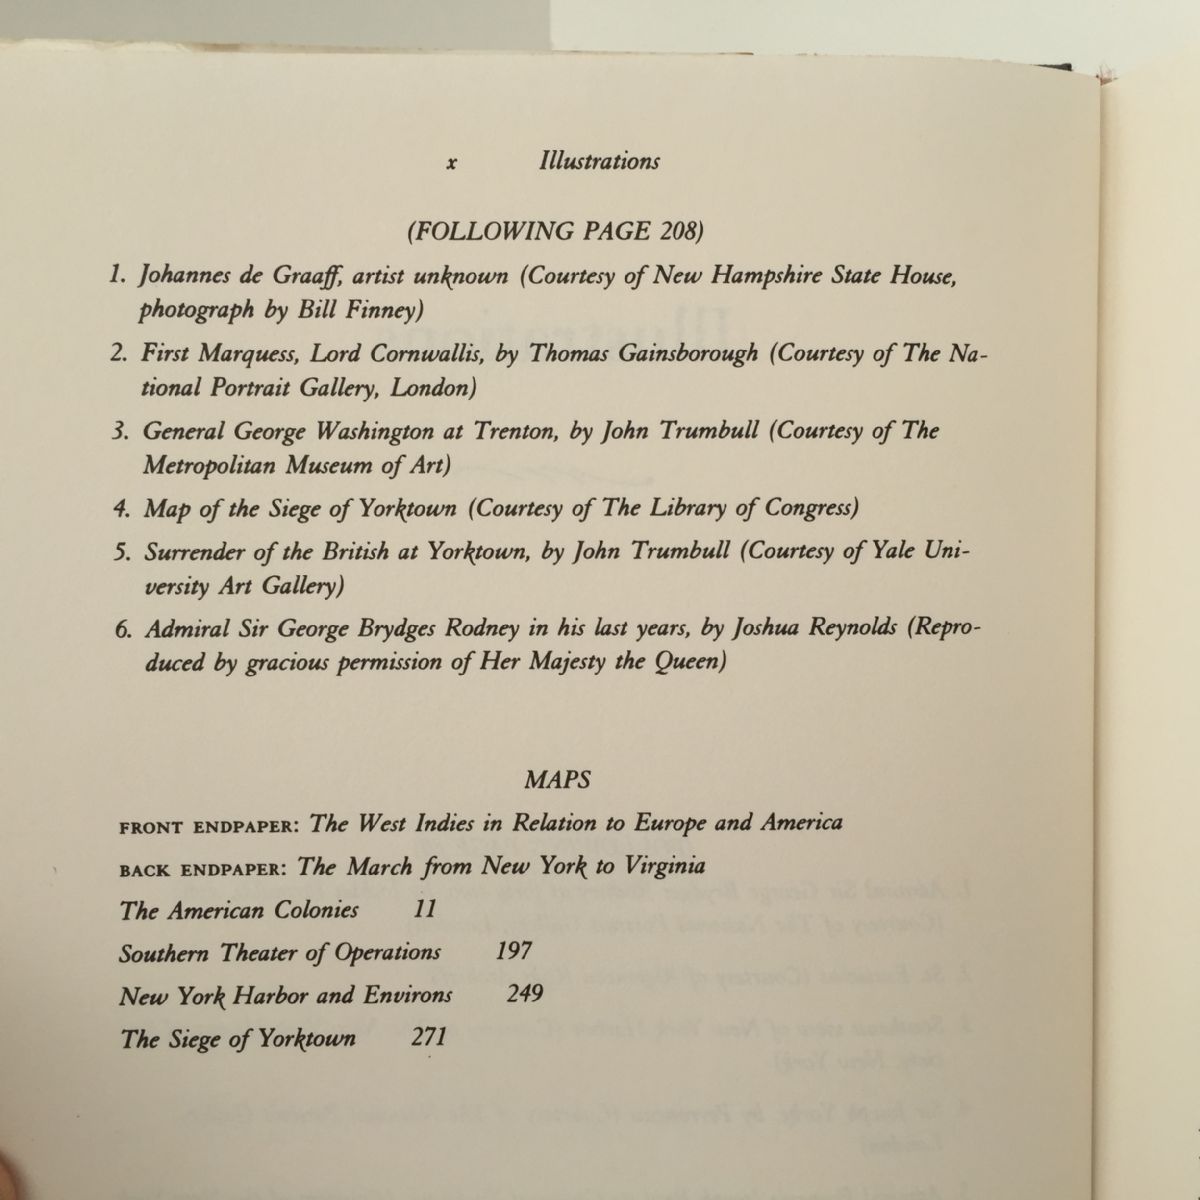 x Illustrations
(FOLLOWING PAGE 208)
1. Johannes de Graaff, artist unknown (Courtesy of New Hampshire State House,
photograph by Bill Finney)
2. First Marquess, Lord Cornwallis, by Thomas Gainsborough (Courtesy of The Na-
tional Portrait Gallery, London)
3. General George Washington at Trenton, by John Trumbull (Courtesy of The
Metropolitan Museum of Art)
4. Map of the Siege of Yorktown (Courtesy of The Library of Congress)
5. Surrender of the British at Yorktown, by John Trumbull (Courtesy of Yale Uni-
versity Art Gallery)
6. Admiral Sir George Brydges Rodney in his last years, by Joshua Reynolds (Repro-
duced by gracious permission of Her Majesty the Queen)
MAPS
FRONT ENDPAPER: The West Indies in Relation to Europe and America
BACK ENDPAPER: The March from New York to Virginia
The American Colonies 11
Southern Theater of Operations 197
New York Harbor and Environs 249
The Siege of Yorktown 271